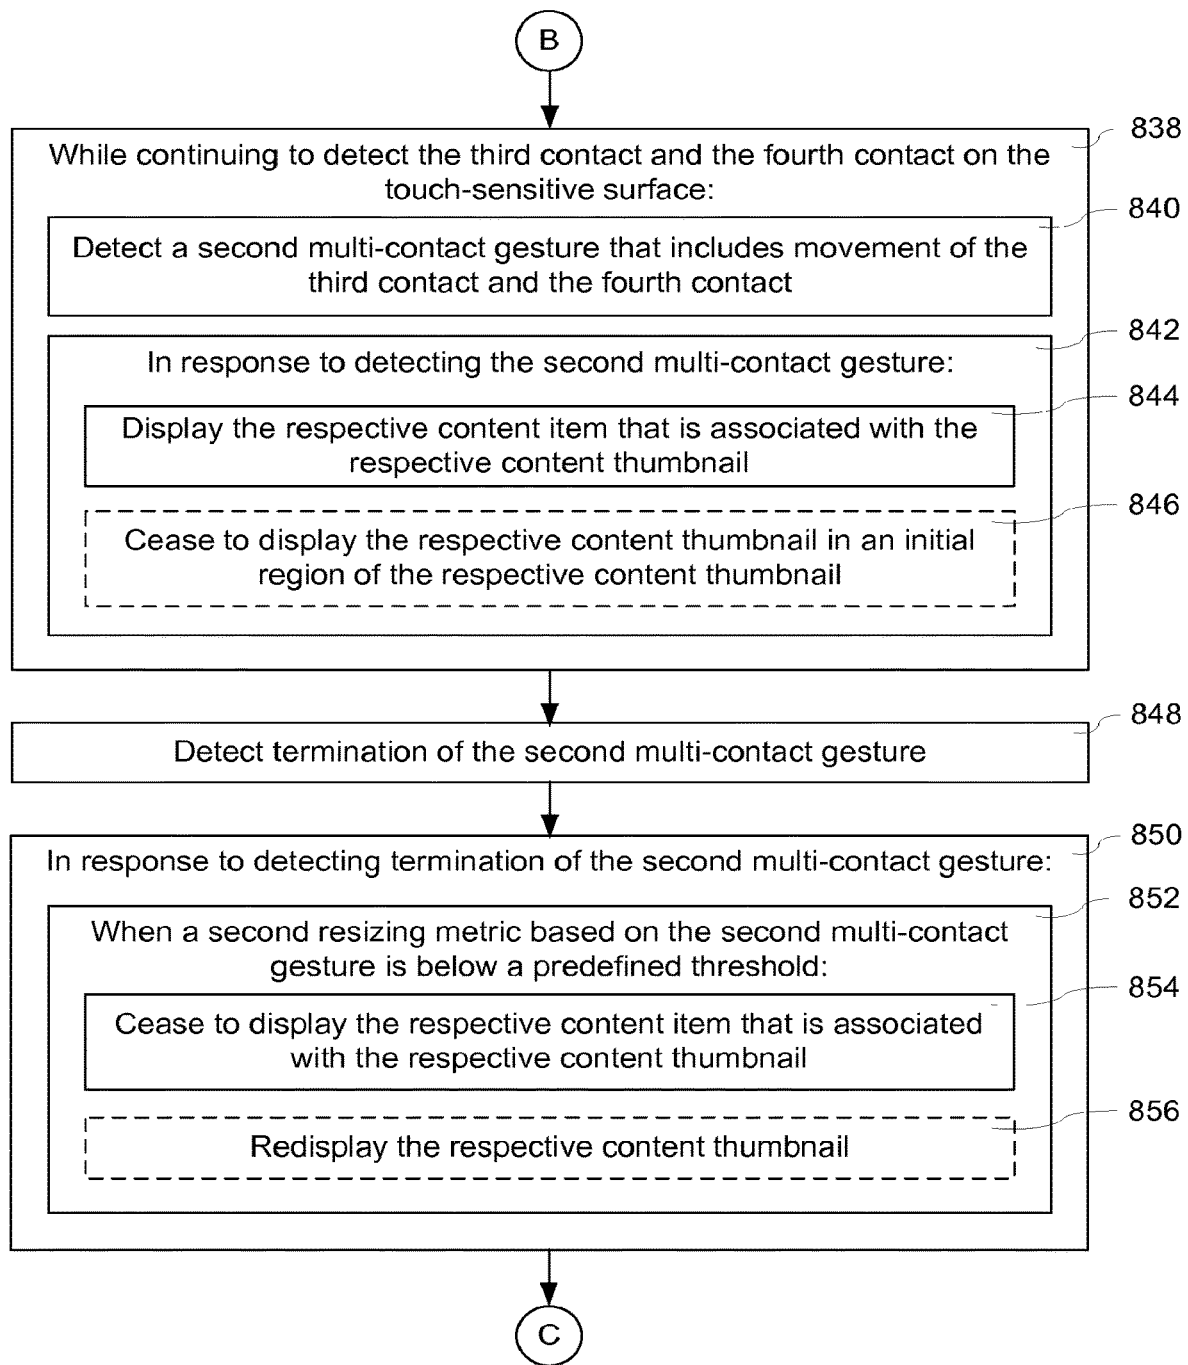 B
838
While continuing to detect the third contact and the fourth contact on the
touch-sensitive surface:
840
Detect a second multi-contact gesture that includes movement of the
third contact and the fourth contact
842
In response to detecting the second multi-contact gesture:
844
Display the respective content item that is associated with the
respective content thumbnail
846
Cease to display the respective content thumbnail in an initial
region of the respective content thumbnail
848
Detect termination of the second multi-contact gesture
850
In response to detecting termination of the second multi-contact gesture:
852
When a second resizing metric based on the second multi-contact
gesture is below a predefined threshold:
854
Cease to display the respective content item that is associated
with the respective content thumbnail
856
Redisplay the respective content thumbnail
C